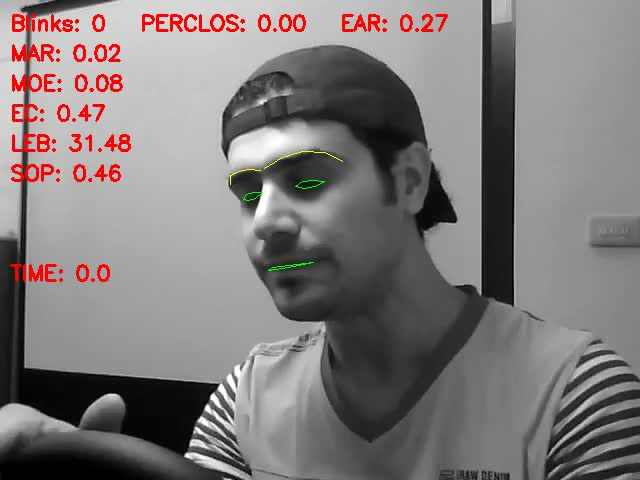 Blinks: 0 PERCLOS: 0.00 EAR: 0.27
MAR: 0.02
MOE: 0.08
EC: 0.47
LEB: 31.48
SOP: 0.46
TIME: 0.0
RAW DENIM